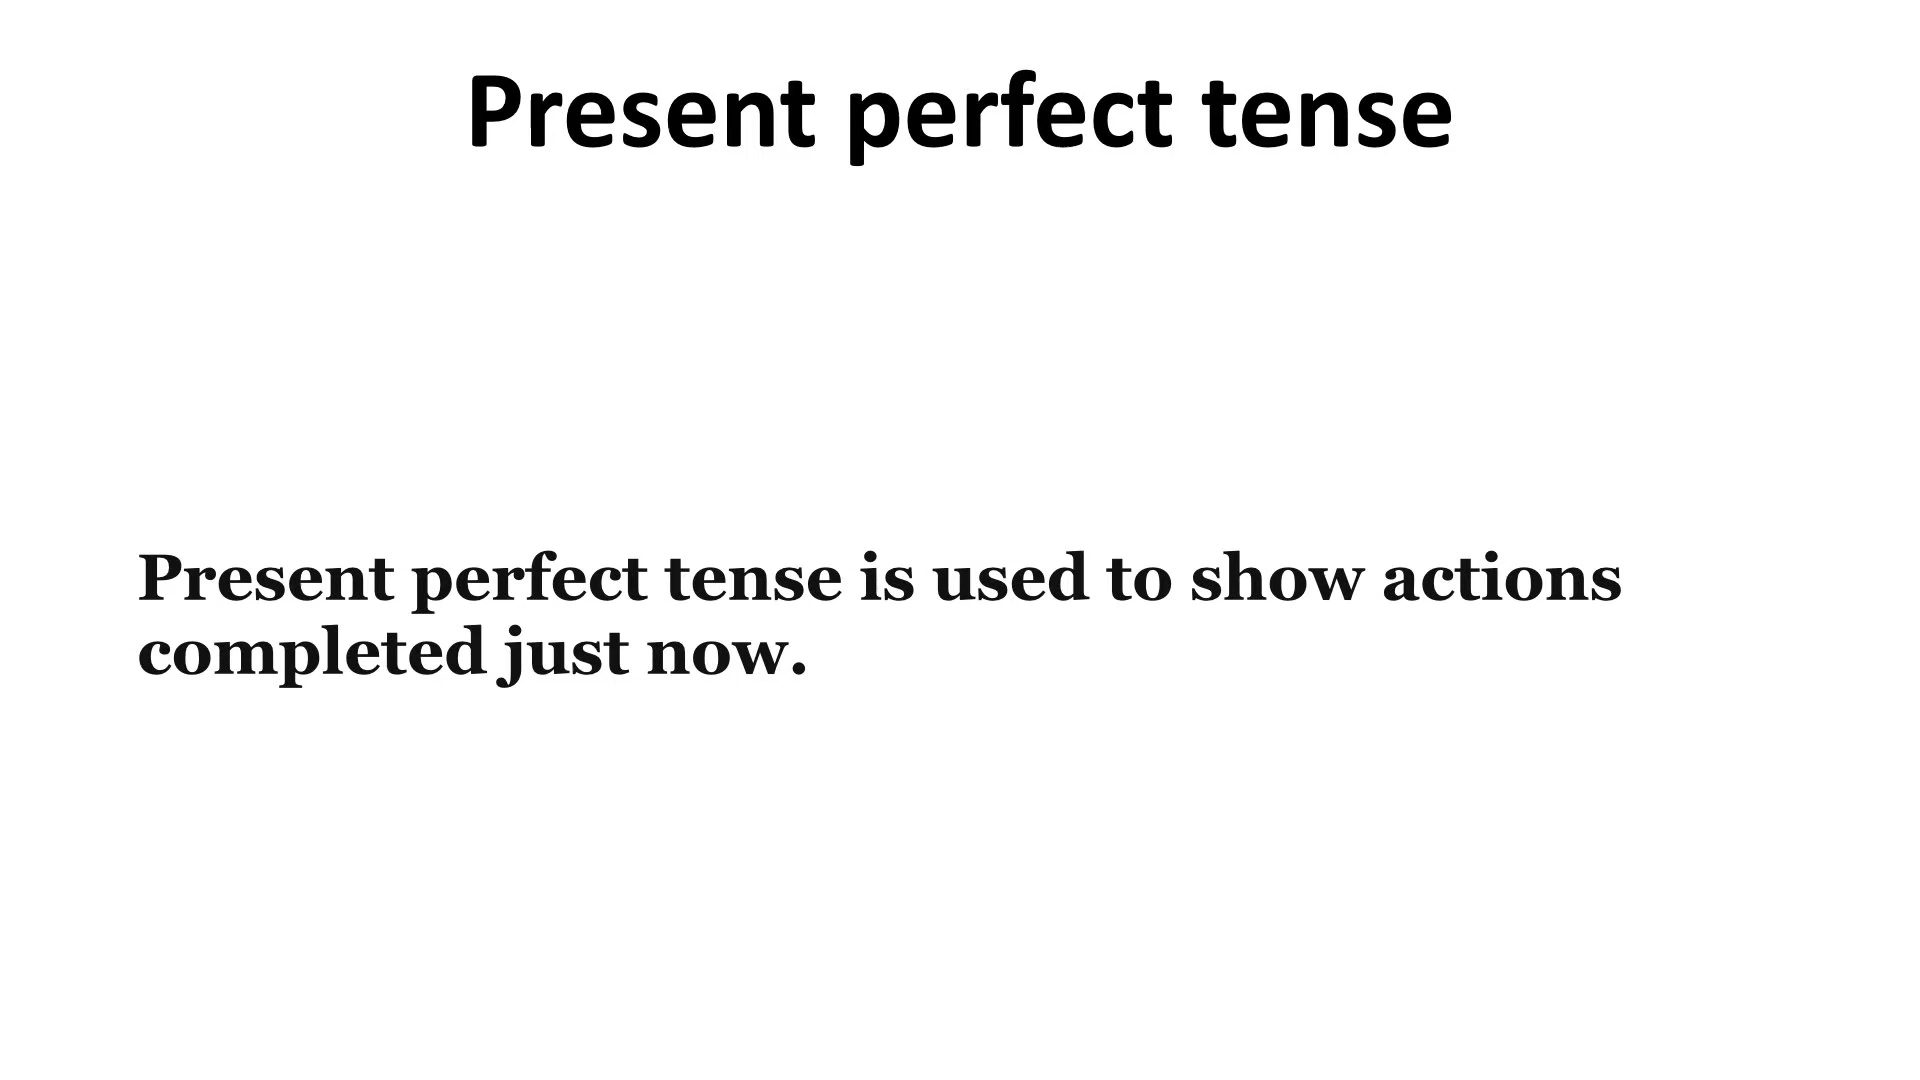 Present perfect tense
Present perfect tense is used to show actions
completed just now.